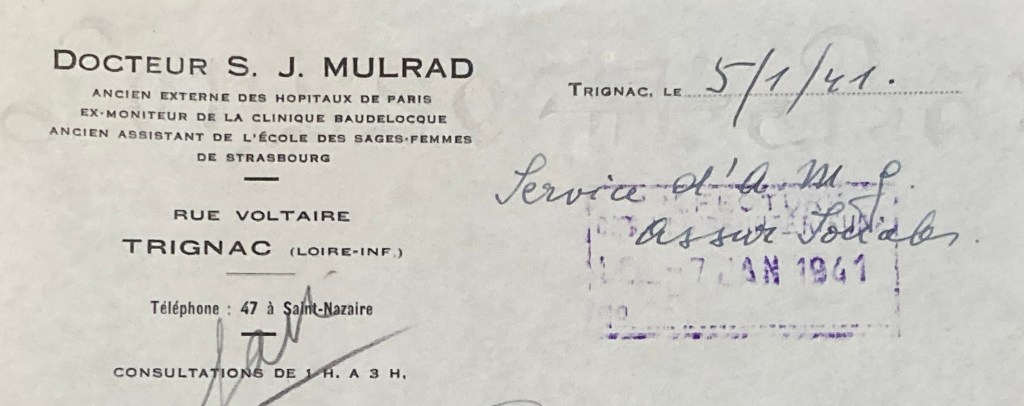 DOCTEUR S. J. MULRAD
ANCIEN EXTERNE DES HOPITAUX DE PARIS
EX-MONITEUR DE LA CLINIQUE BAUDELOCQUE
ANCIEN ASSISTANT DE L'ÉCOLE DES SAGES-FEMMES
DE STRASBOURG
RUE VOLTAIRE
TRIGNAC (LOIRE-INF.)
Téléphone : 47 à Saint-Nazaire
CONSULTATIONS DE 1 H. A 3 H.
TRIGNAC, LE 5/1/41.
Service d'A M g.
Assur Sociales.
7 JAN 1941